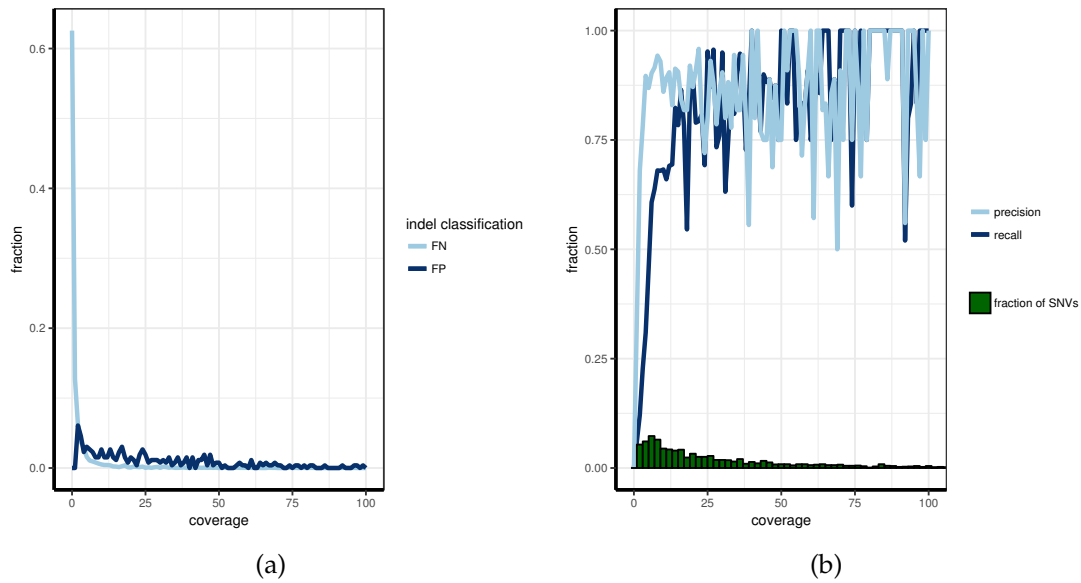 0.6
0.4
0.2
0.0
fraction
0 25 50 75 100
coverage
indel classification
FN
FP
(a)
1.00
0.75
0.50
0.25
0.00
fraction
0 25 50 75 100
coverage
precision
recall
fraction of SNVs
(b)